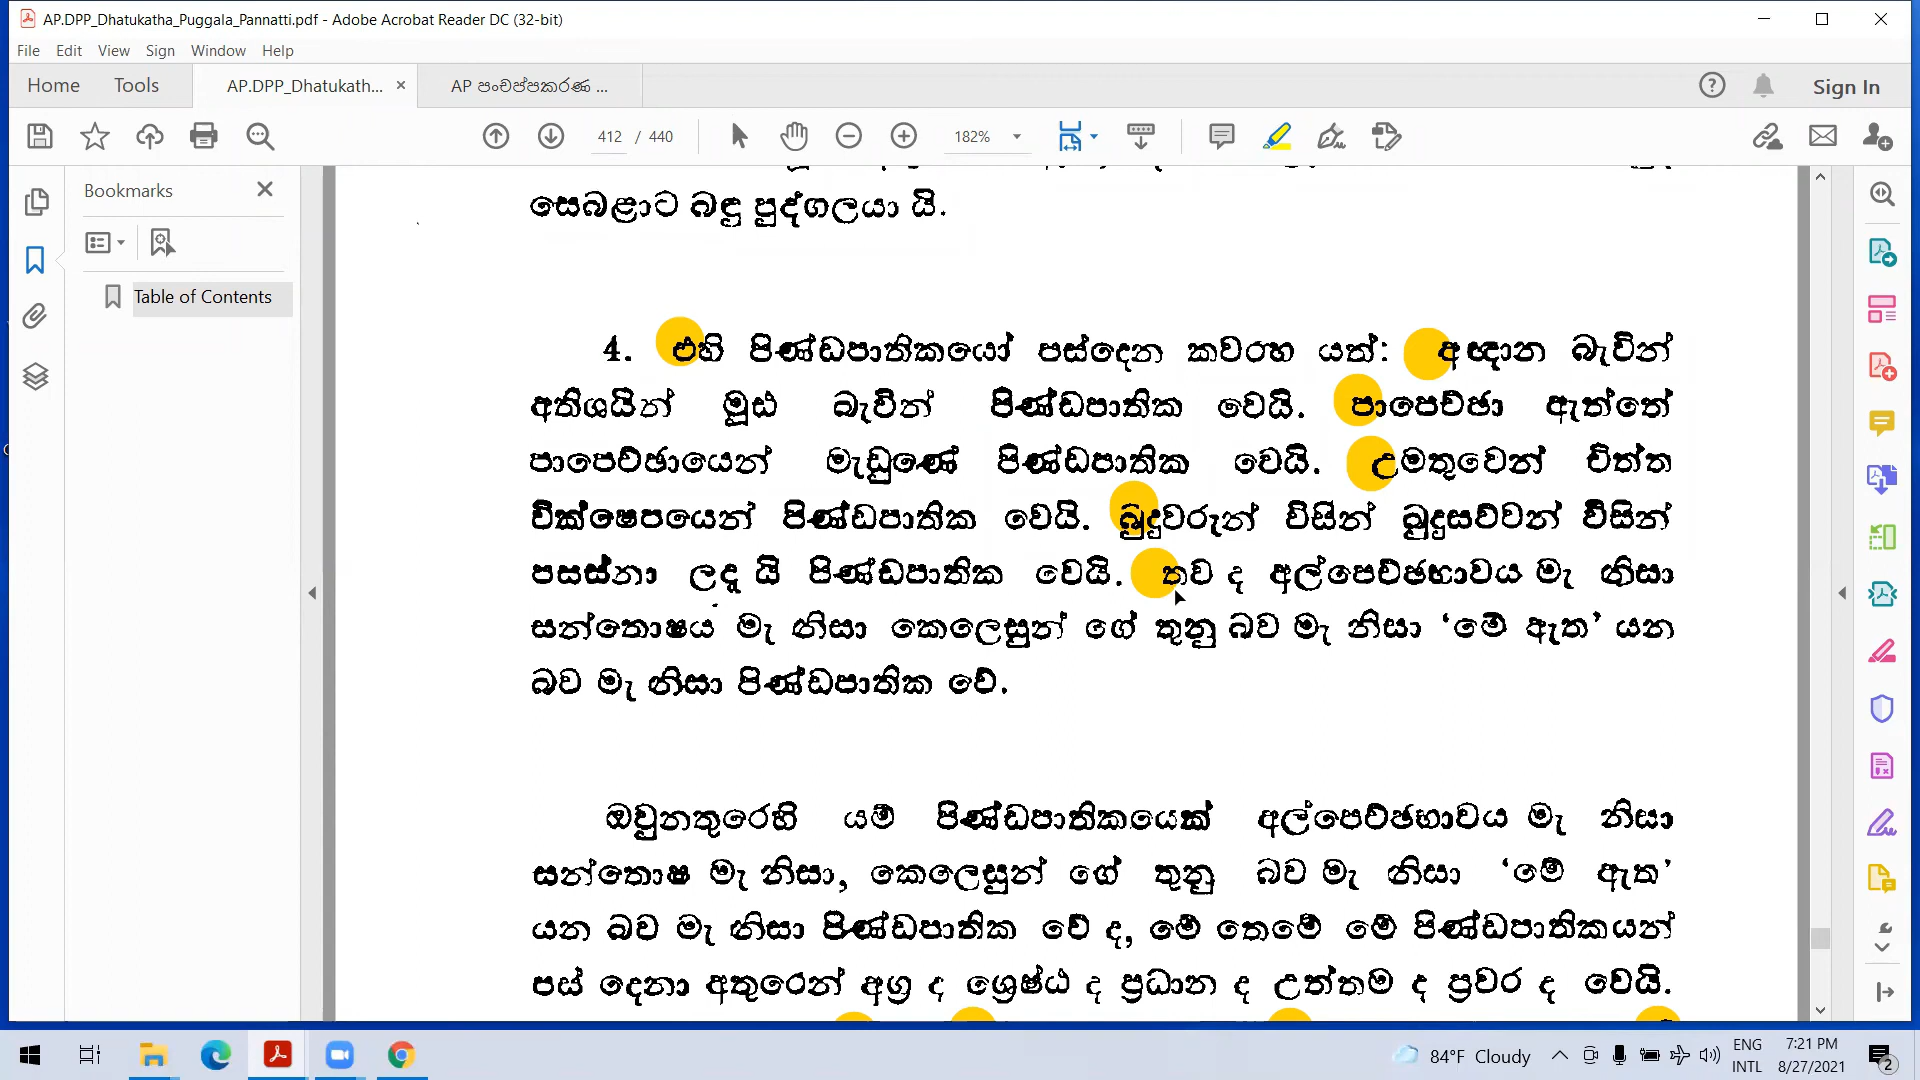 AP.DPP_Dhatukatha_Puggala_Pannatti.pdf - Adobe Acrobat Reader DC (32-bit)
File Edit View Sign Window Help
Home Tools AP.DPP_Dhatukath... × AP පංචප්පකරණ ... Sign In
412 / 440 182%
Bookmarks
Table of Contents
සෙබළාට බඳු පුද්ගලයා යි.
4. එහි පිණ්ඩපාතිකයෝ පස්දෙන කවරහ යත්: අඥාන බැවින්
අතිශයින් මූඪ බැවින් පිණ්ඩපාතික වෙයි. පාපෙච්ඡා ඇත්තේ
පාපෙච්ඡායෙන් මැඩුණේ පිණ්ඩපාතික වෙයි. උමතුවෙන් චිත්ත
වික්ෂෙපයෙන් පිණ්ඩපාතික වෙයි. බුදුවරුන් විසින් බුදුසව්වන් විසින්
පසස්නා ලදැ යි පිණ්ඩපාතික වෙයි. තව ද අල්පෙච්ඡභාවය මැ නිසා
සන්තොෂය මැ නිසා කෙලෙසුන් ගේ තුනු බව මැ නිසා ‘මේ ඇත’ යන
බව මැ නිසා පිණ්ඩපාතික වේ.
ඔවුනතුරෙහි යම් පිණ්ඩපාතිකයෙක් අල්පෙච්ඡභාවය මැ නිසා
සන්තොෂ මැ නිසා, කෙලෙසුන් ගේ තුනු බව මැ නිසා ‘මේ ඇත’
යන බව මැ නිසා පිණ්ඩපාතික වේ ද, මේ තෙමේ මේ පිණ්ඩපාතිකයන්
පස් දෙනා අතුරෙන් අග්‍ර ද ශ්‍රෙෂ්ඨ ද ප්‍රධාන ද උත්තම ද ප්‍රවර ද වෙයි.
84°F Cloudy ENG 7:21 PM
INTL 8/27/2021 2